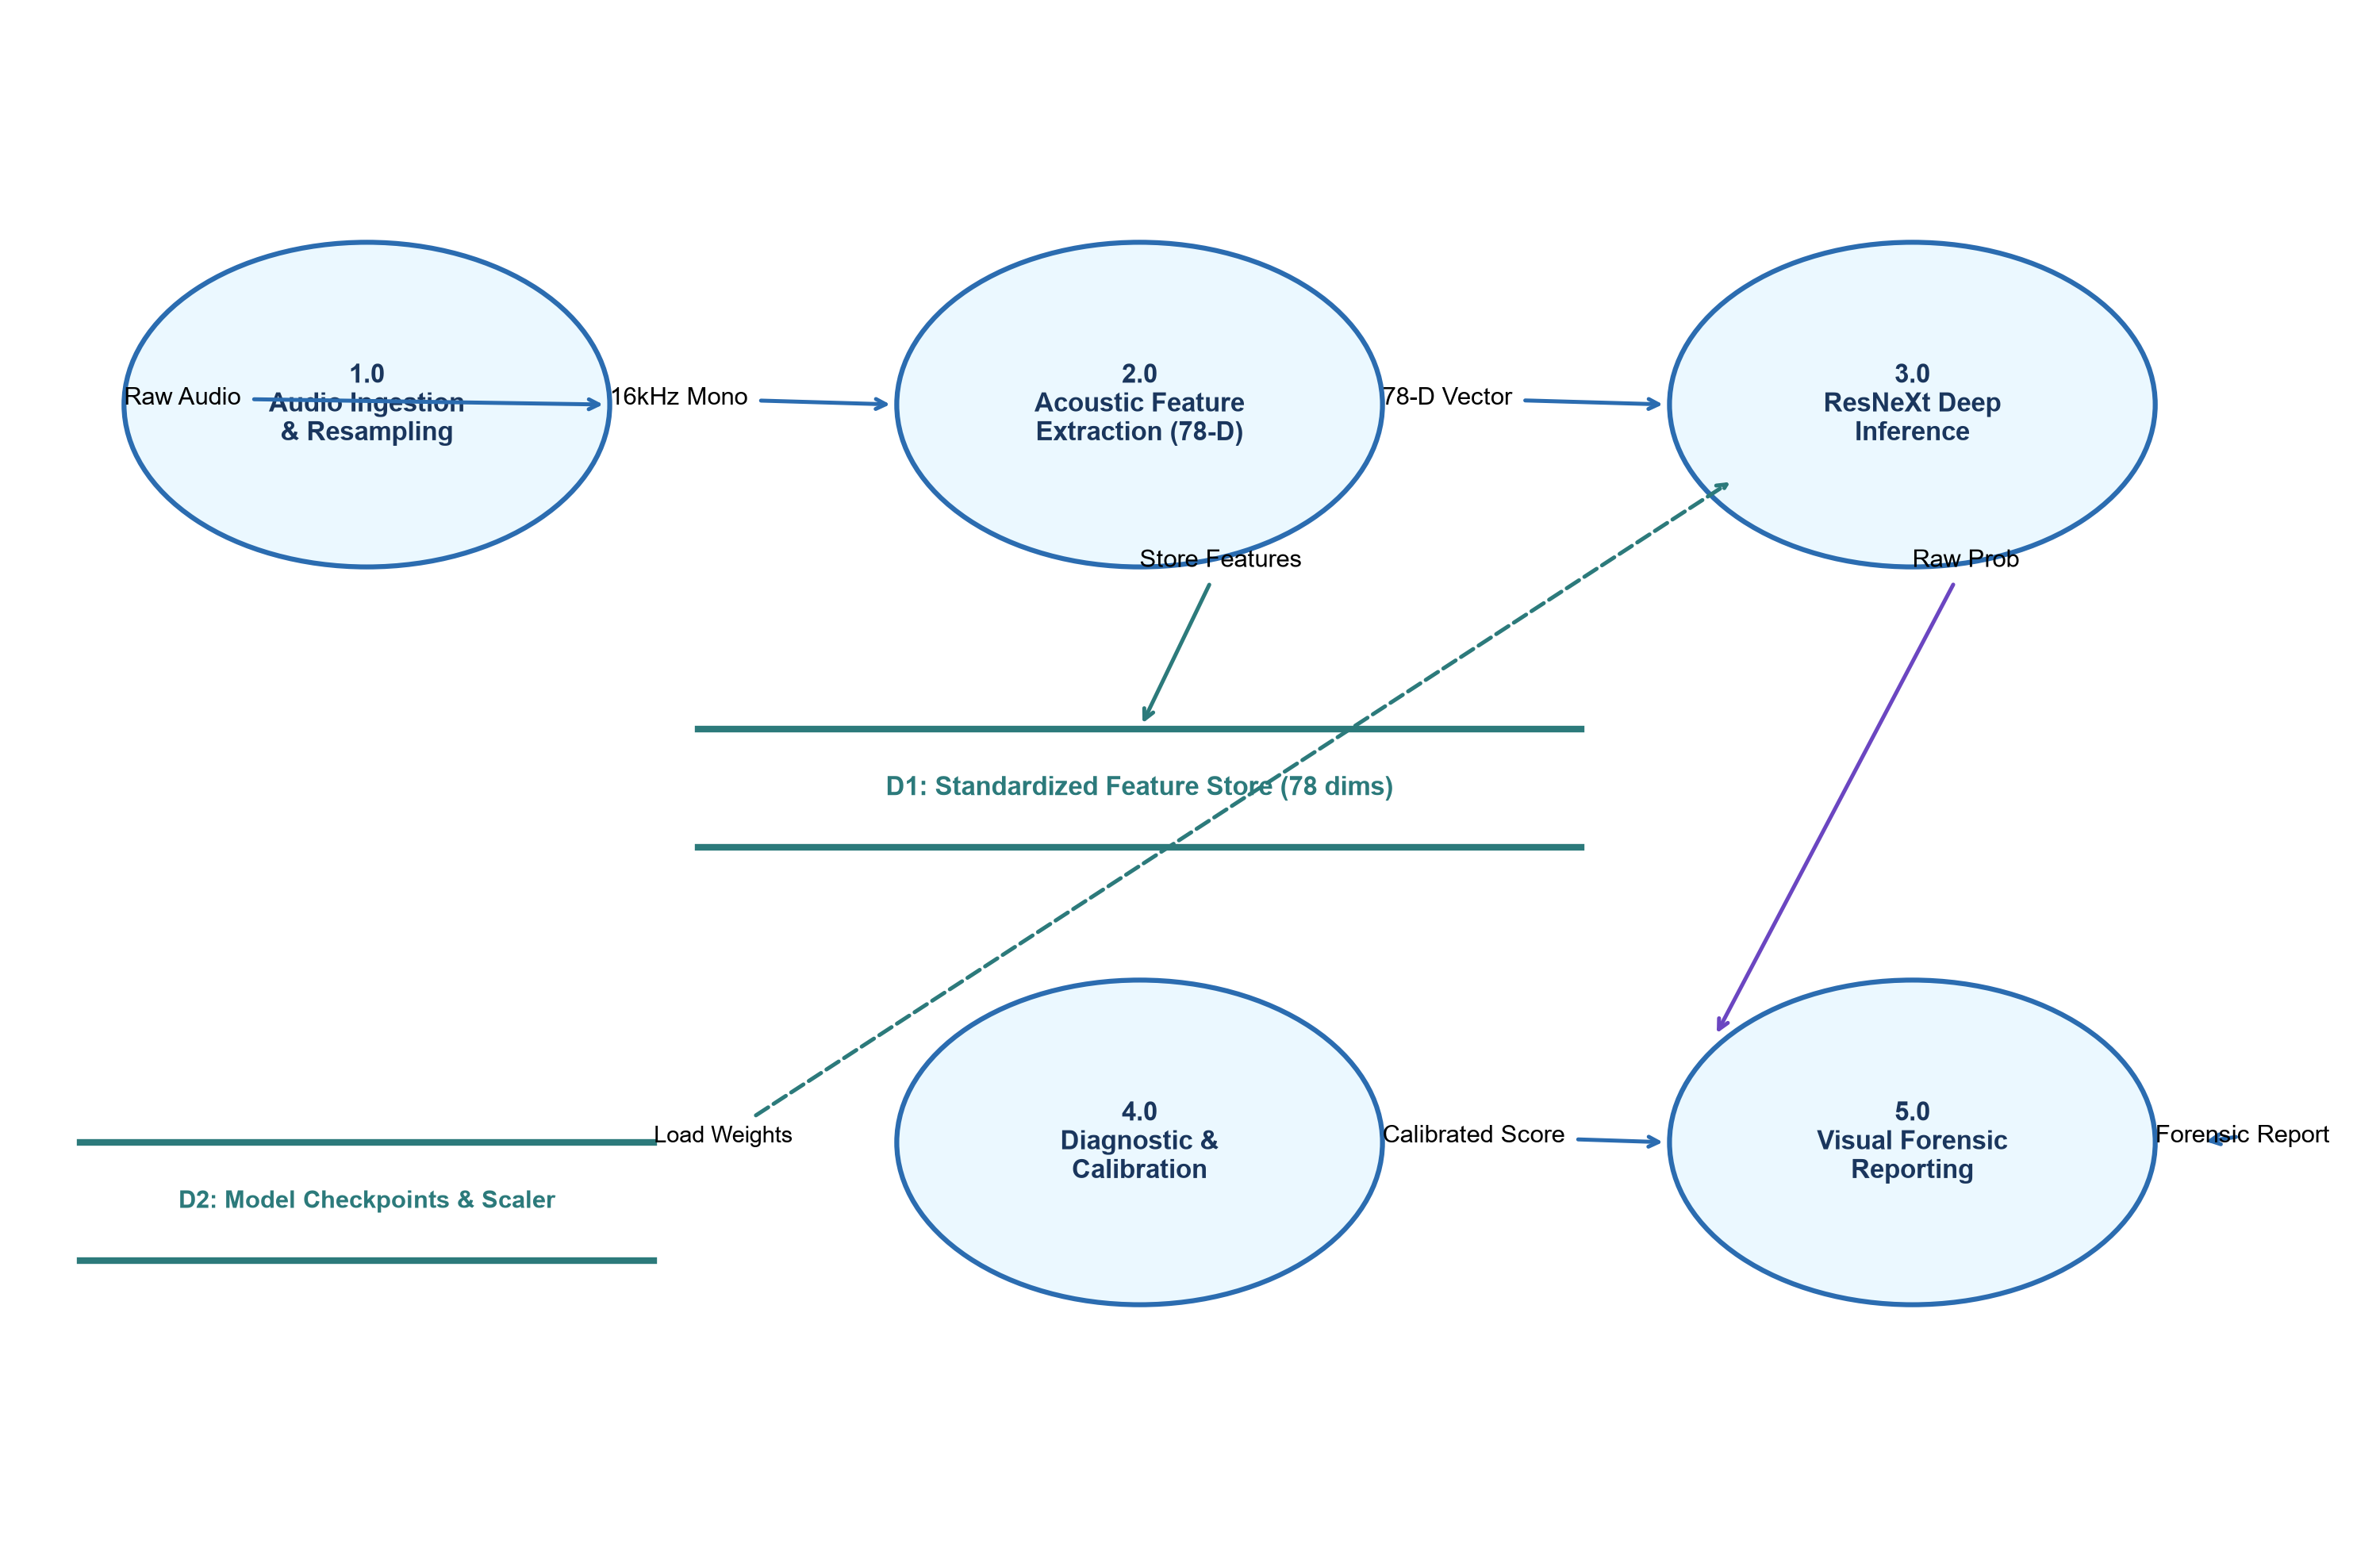 1.0
Raw Audio
Audio Ingestion
& Resampling
16kHz Mono
2.0
Acoustic Feature
Extraction (78-D)
78-D Vector
3.0
ResNeXt Deep
Inference
Store Features
Raw Prob
D1: Standardized Feature Store (78 dims)
Load Weights
D2: Model Checkpoints & Scaler
4.0
Diagnostic &
Calibration
Calibrated Score
5.0
Visual Forensic
Reporting
Forensic Report